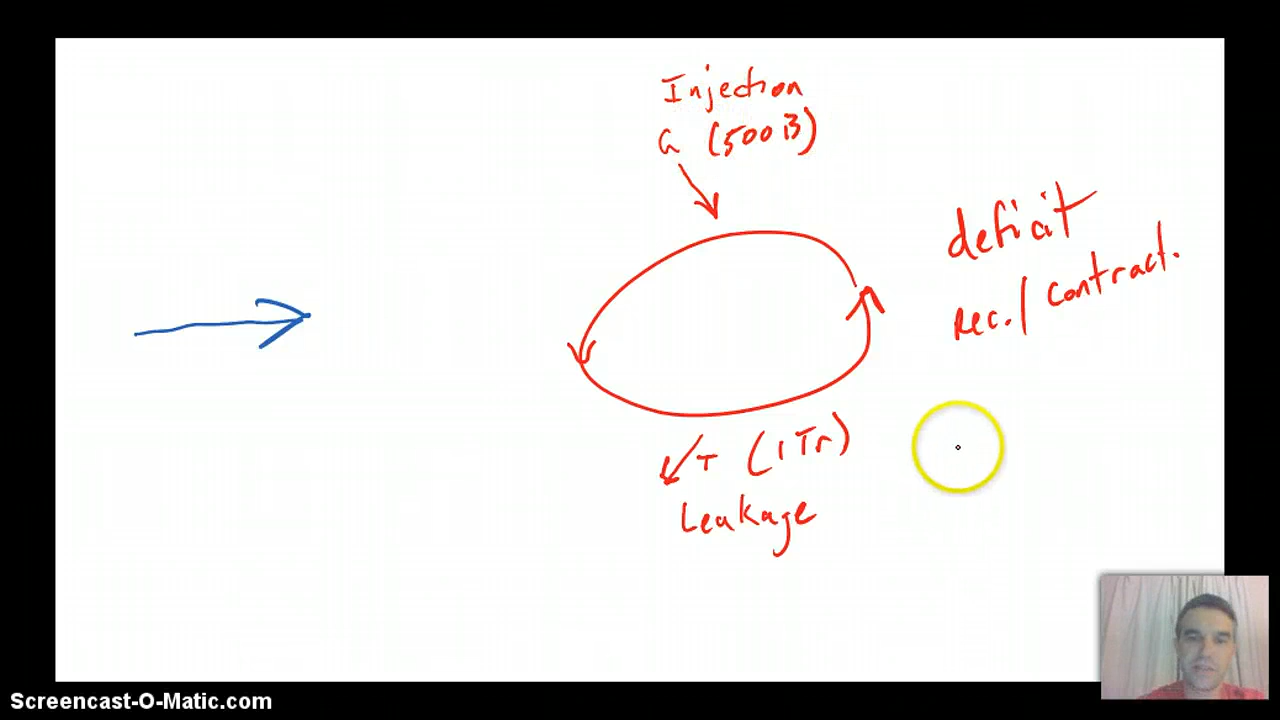 Injection
G (500B)
deficit
rec./contract.
T (1Tr)
Leakage
Screencast-O-Matic.com